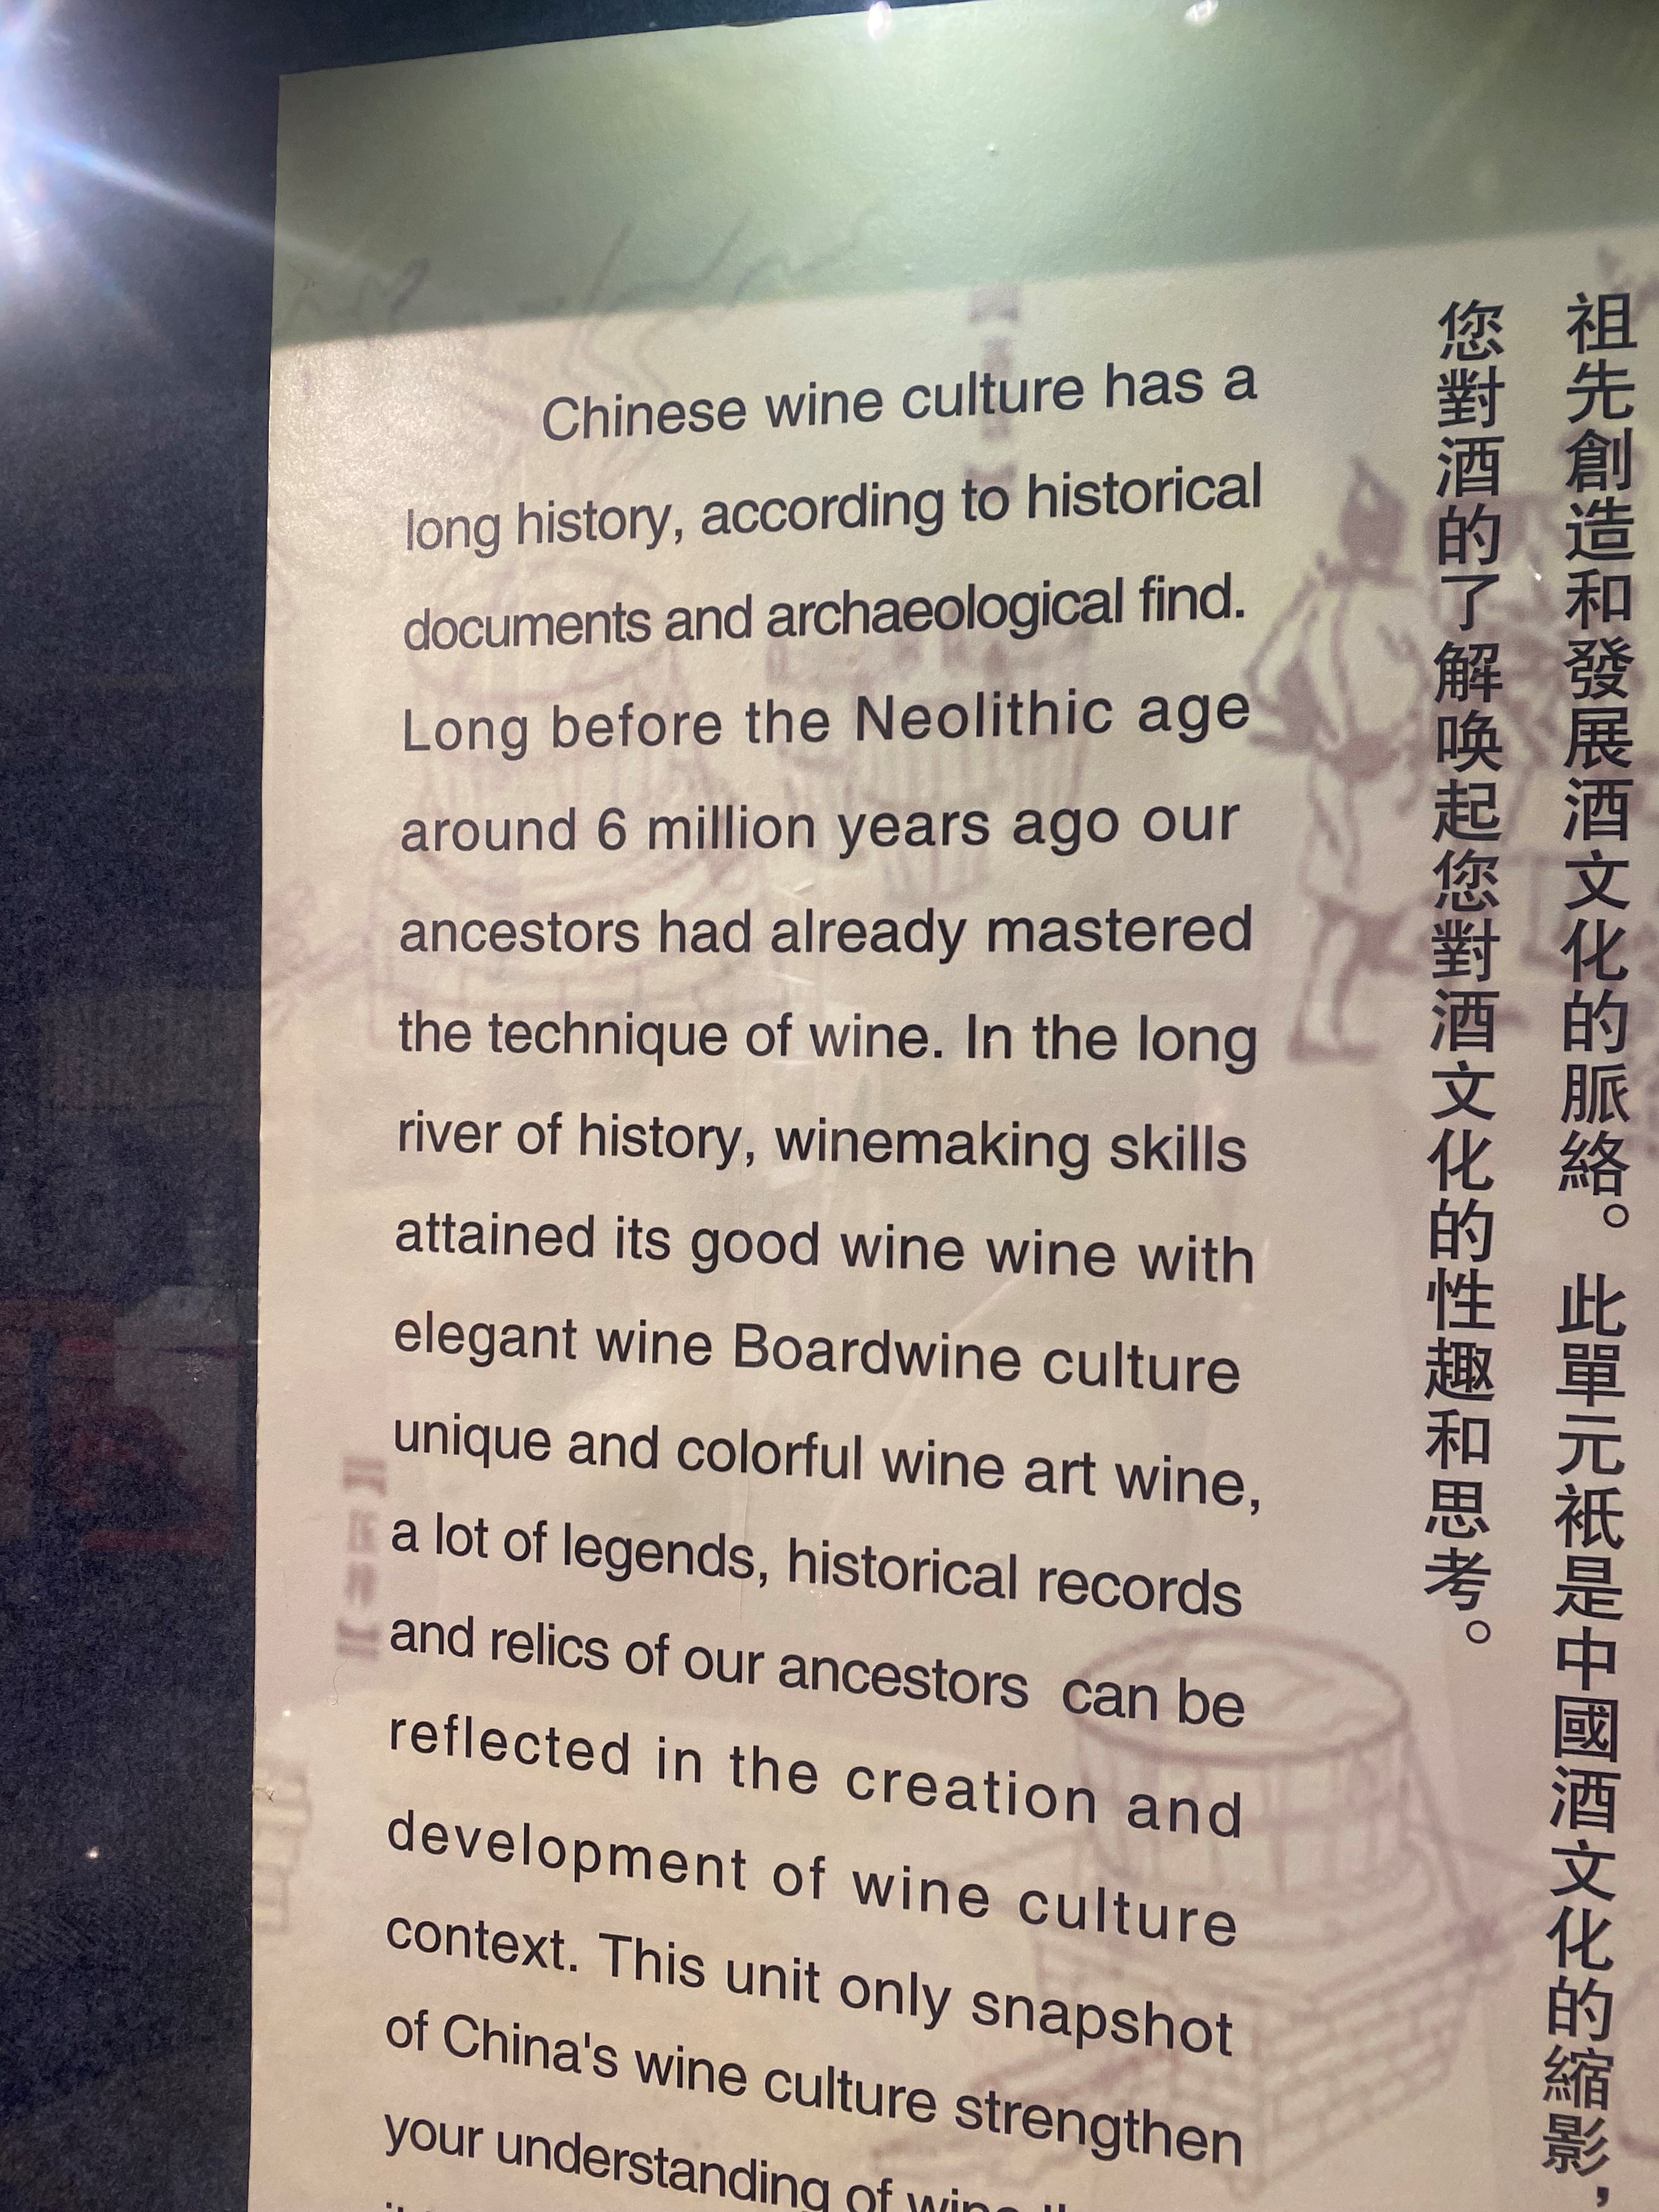 Chinese wine culture has a
long history, according to historical
documents and archaeological find.
Long before the Neolithic age
around 6 million years ago our
ancestors had already mastered
the technique of wine. In the long
river of history, winemaking skills
attained its good wine wine with
elegant wine Boardwine culture
unique and colorful wine art wine,
a lot of legends, historical records
and relics of our ancestors  can be
reflected in the creation and
development of wine culture
context. This unit only snapshot
of China's wine culture strengthen
your understanding of wine
祖先創造和發展酒文化的脈絡。 此單元祇是中國酒文化的縮影，
您對酒的了解唤起您對酒文化的性趣和思考。